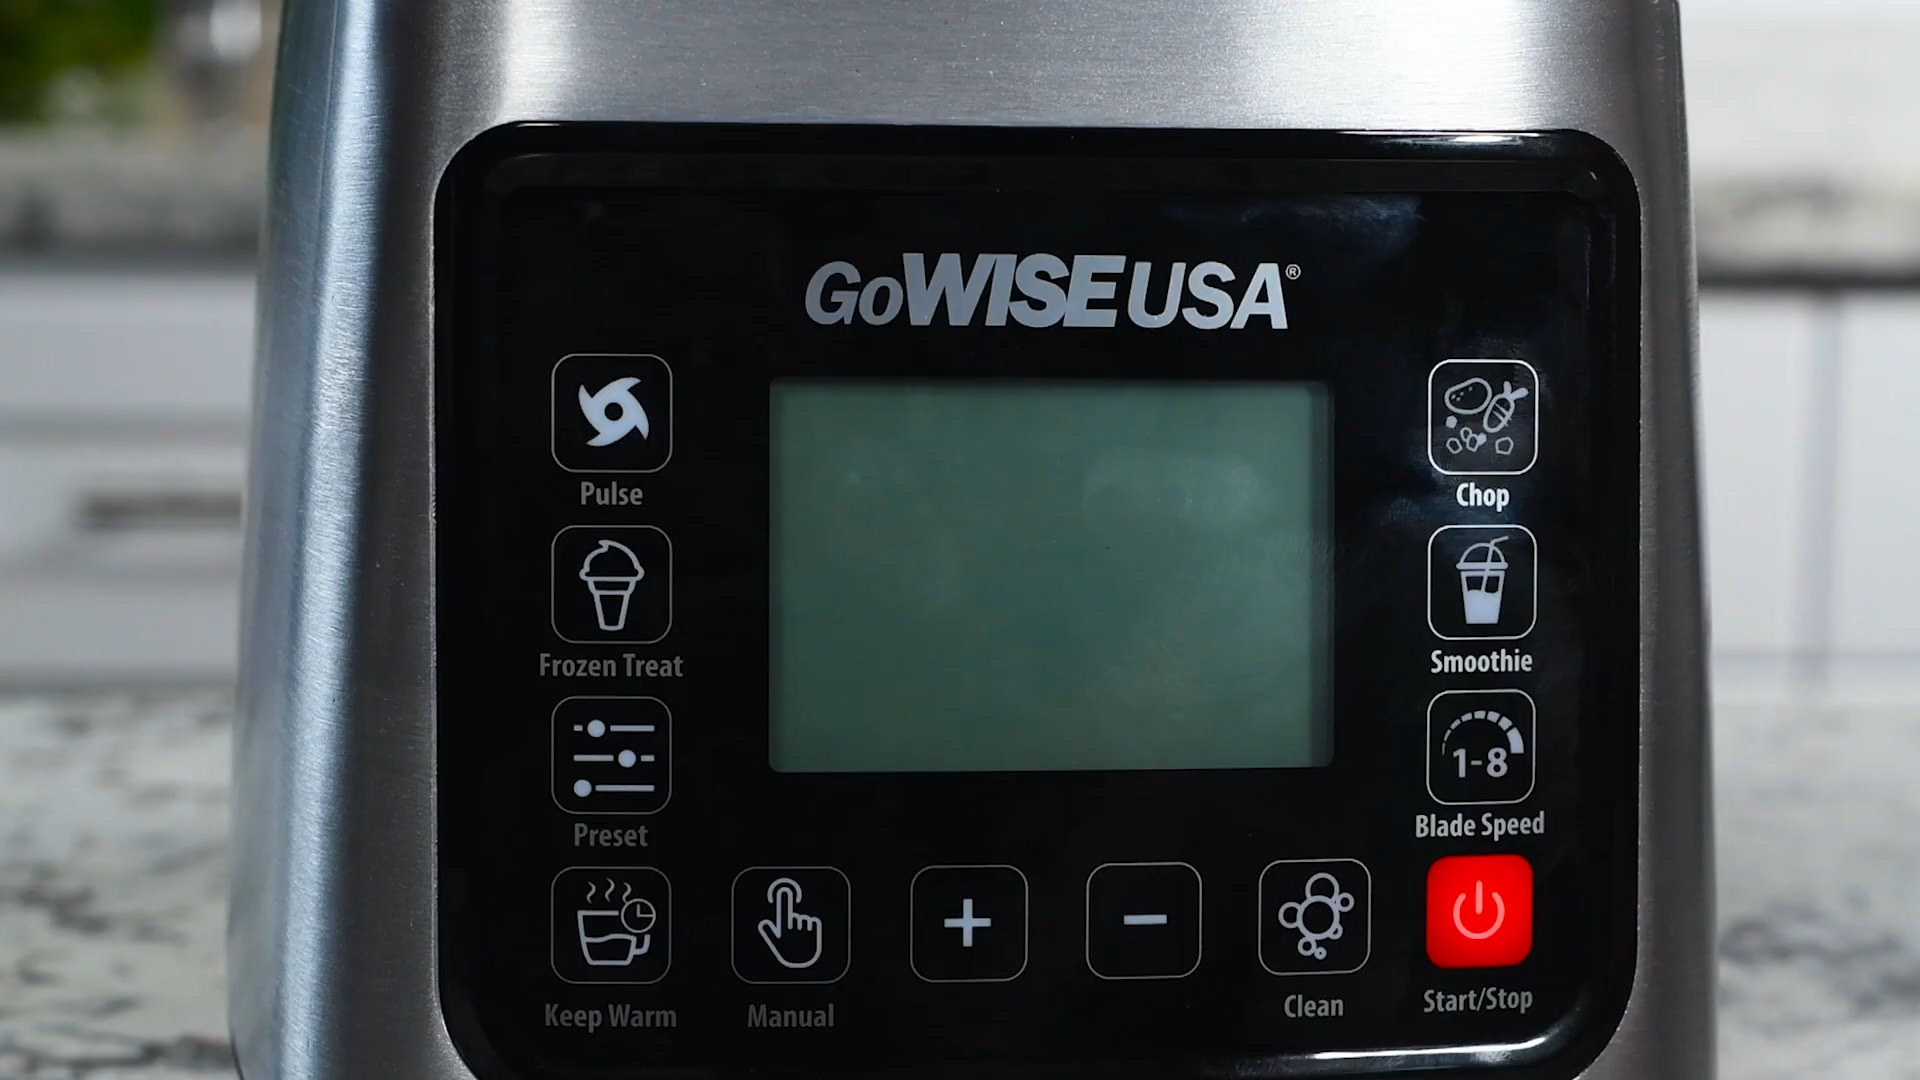 GoWISEUSA®
Pulse
Chop
Frozen Treat
Smoothie
1-8
Preset
Blade Speed
+
−
Keep Warm
Manual
Clean
Start/Stop